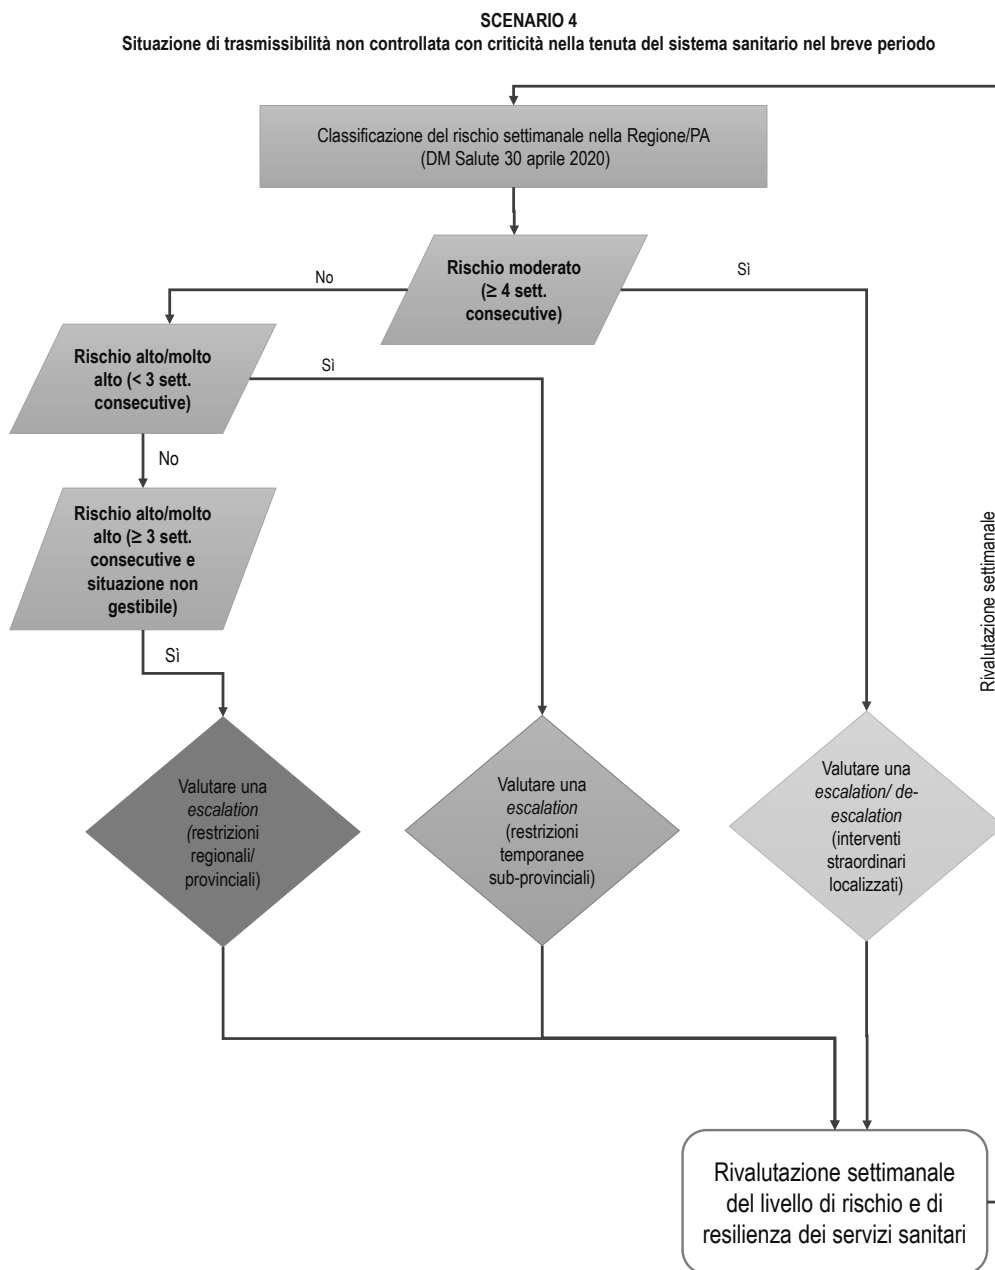 SCENARIO 4
Situazione di trasmissibilità non controllata con criticità nella tenuta del sistema sanitario nel breve periodo
Classificazione del rischio settimanale nella Regione/PA
(DM Salute 30 aprile 2020)
Rischio moderato
(≥ 4 sett.
consecutive)
No
Sì
Rischio alto/molto
alto (< 3 sett.
consecutive)
Sì
No
Rischio alto/molto
alto (≥ 3 sett.
consecutive e
situazione non
gestibile)
Sì
Rivalutazione settimanale
Valutare una
escalation
(restrizioni
regionali/
provinciali)
Valutare una
escalation
(restrizioni
temporanee
sub-provinciali)
Valutare una
escalation/ de-
escalation
(interventi
straordinari
localizzati)
Rivalutazione settimanale
del livello di rischio e di
resilienza dei servizi sanitari